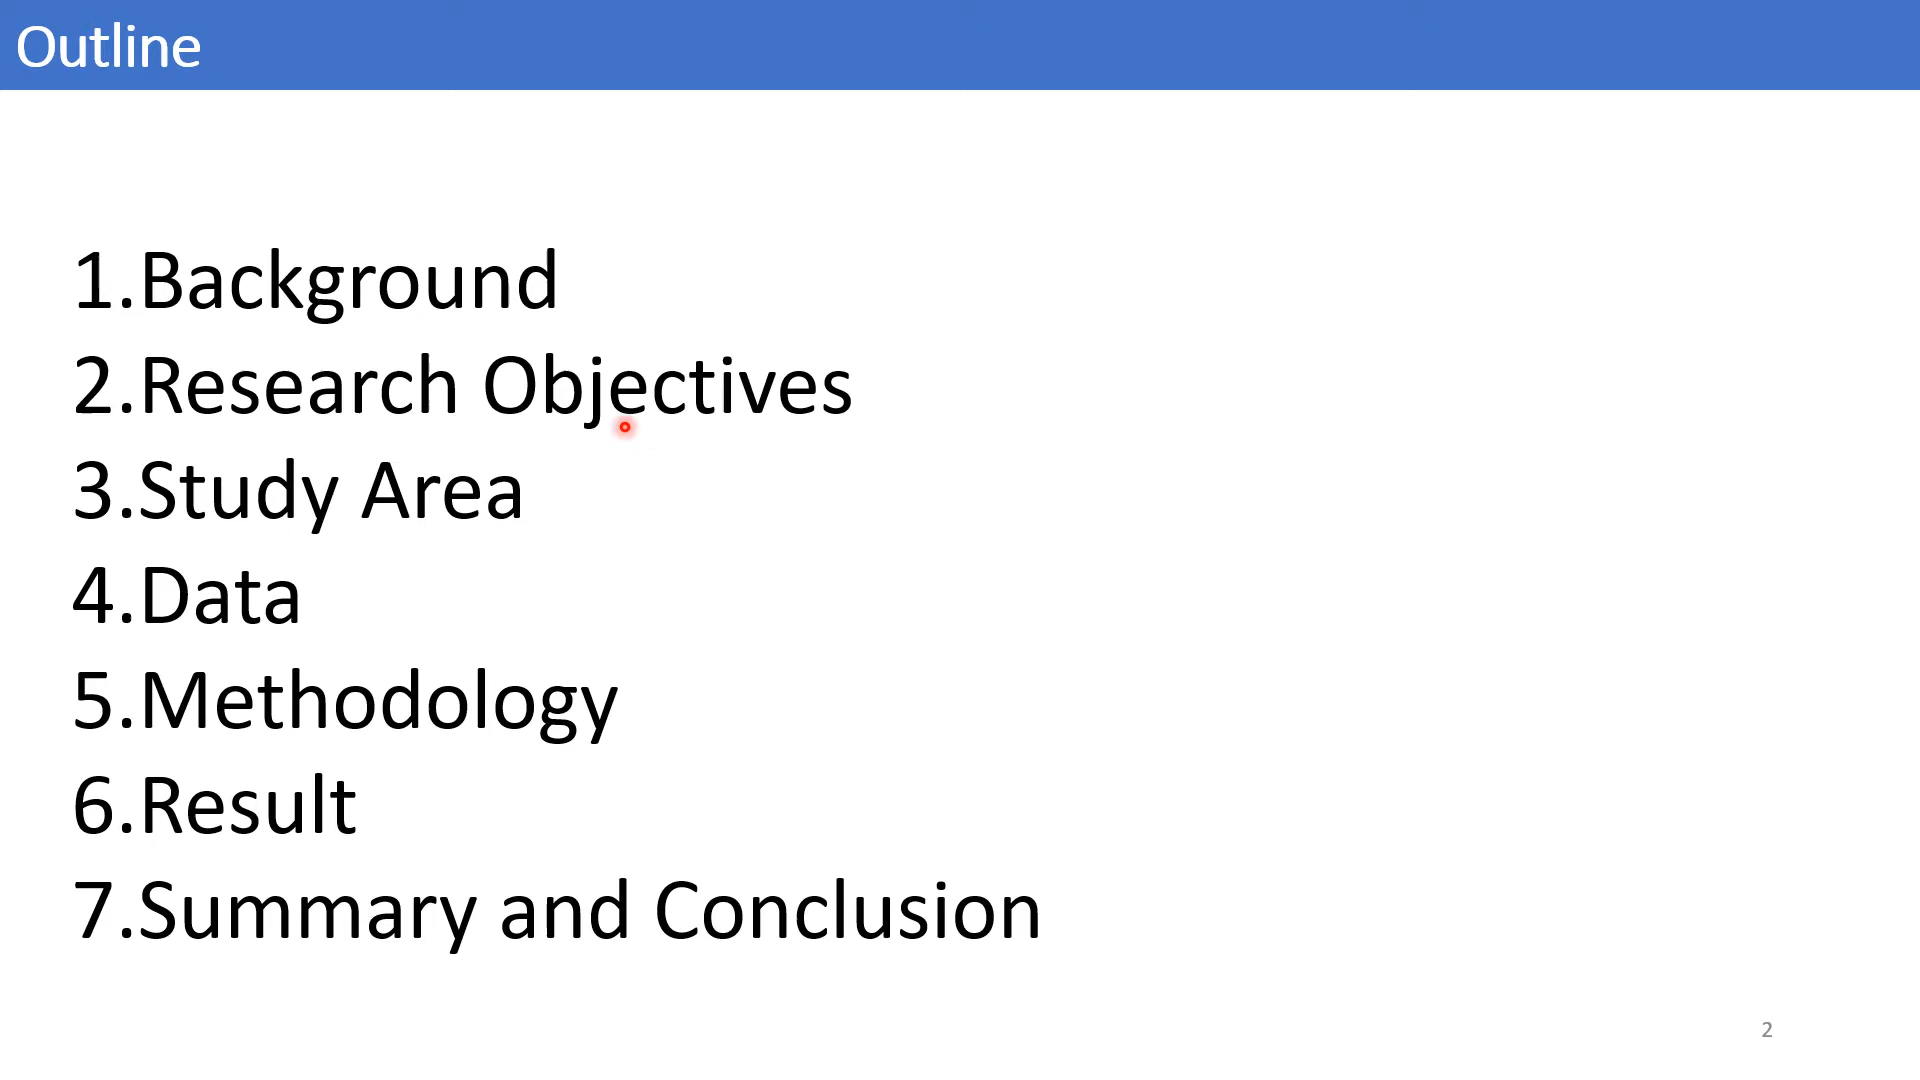 Outline
1.Background
2.Research Objectives
3.Study Area
4.Data
5.Methodology
6.Result
7.Summary and Conclusion
2